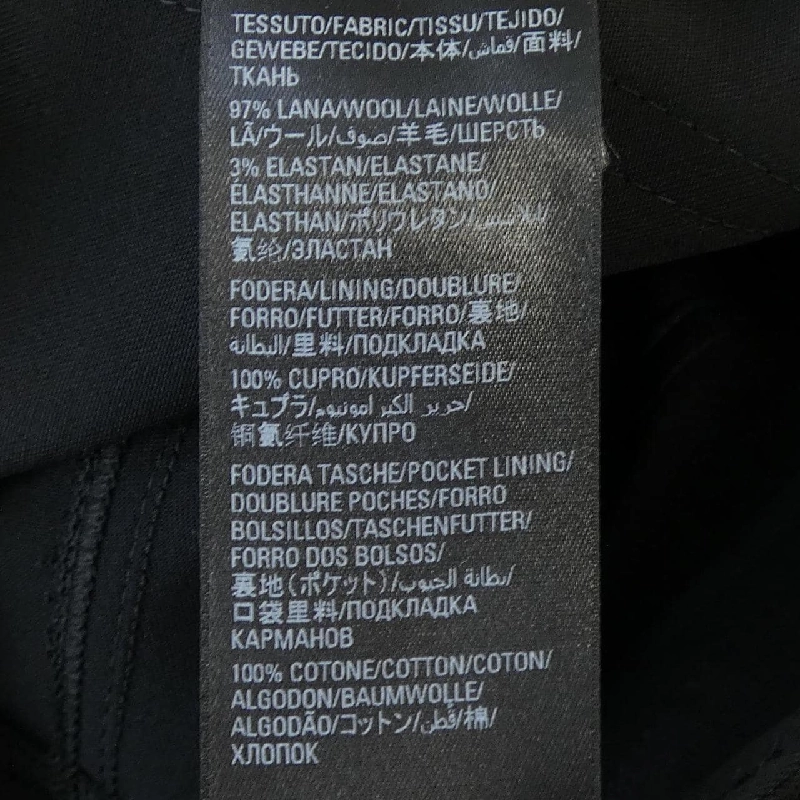 TESSUTO/FABRIC/TISSU/TEJIDO/
GEWEBE/TECIDO/本体/قماش/面料/
ТКАНЬ
97% LANA/WOOL/LAINE/WOLLE/
LÃ/ウール/صوف/羊毛/ШЕРСТЬ
3% ELASTAN/ELASTANE/
ÉLASTHANNE/ELASTANO/
ELASTHAN/ポリウレタン/
氨纶/ЭЛАСТАН
FODERA/LINING/DOUBLURE/
FORRO/FUTTER/FORRO/裏地/
البطانة/里料/ПОДКЛАДКА
100% CUPRO/KUPFERSEIDE/
キュプラ/حرير الكبر امونيوم/
铜氨纤维/КУПРО
FODERA TASCHE/POCKET LINING/
DOUBLURE POCHES/FORRO
BOLSILLOS/TASCHENFUTTER/
FORRO DOS BOLSOS/
裏地(ポケット)/بطانة الجيوب/
口袋里料/ПОДКЛАДКА
КАРМАНОВ
100% COTONE/COTTON/COTON/
ALGODON/BAUMWOLLE/
ALGODÃO/コットン/قطن/棉/
ХЛОПОК